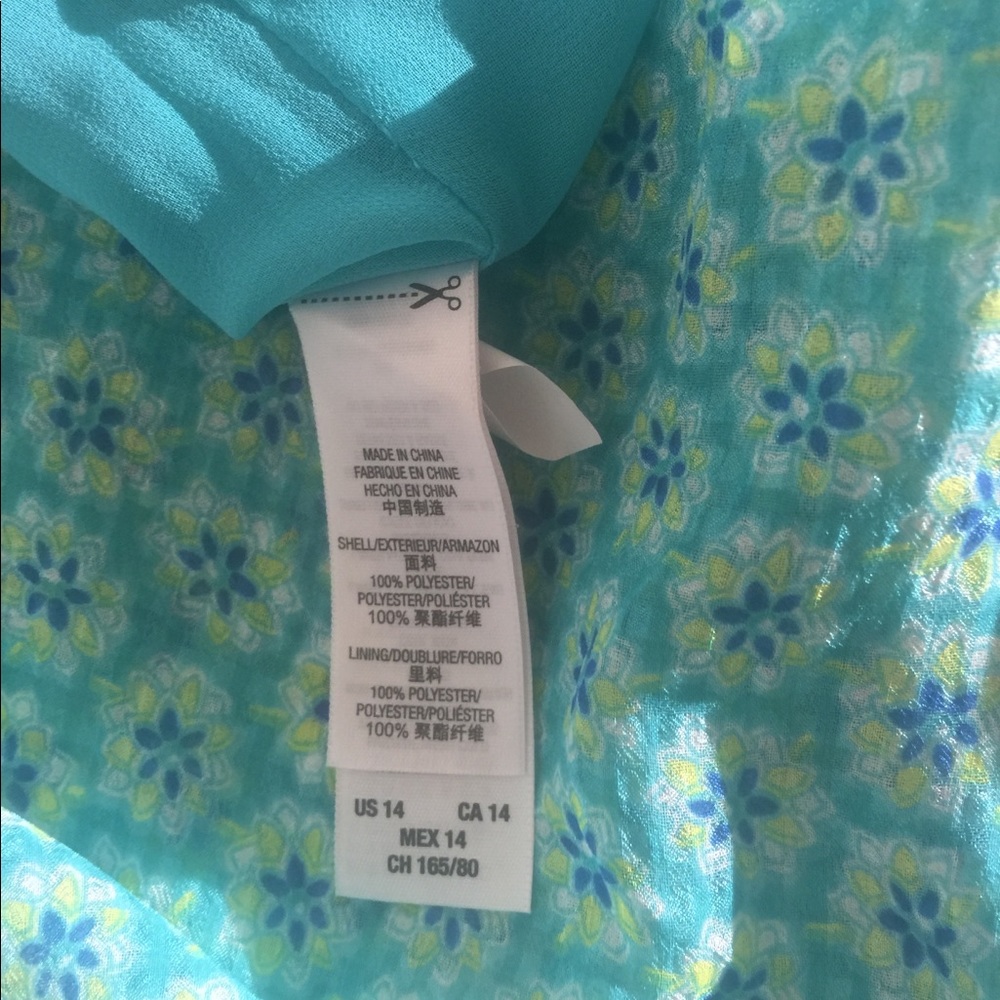 MADE IN CHINA
FABRIQUE EN CHINE
HECHO EN CHINA
中国制造
SHELL/EXTERIEUR/ARMAZON
面料
100% POLYESTER/
POLYESTER/POLIÉSTER
100% 聚酯纤维
LINING/DOUBLURE/FORRO
里料
100% POLYESTER/
POLYESTER/POLIÉSTER
100% 聚酯纤维
US 14 CA 14
MEX 14
CH 165/80